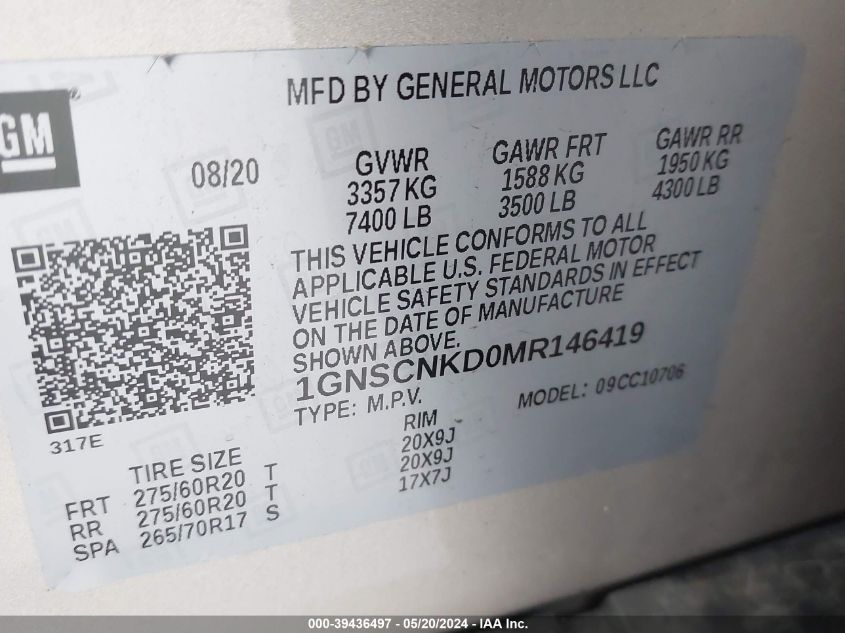 MFD BY GENERAL MOTORS LLC
GM®
08/20
GVWR GAWR FRT GAWR RR
3357 KG 1588 KG 1950 KG
7400 LB 3500 LB 4300 LB
THIS VEHICLE CONFORMS TO ALL
APPLICABLE U.S. FEDERAL MOTOR
VEHICLE SAFETY STANDARDS IN EFFECT
ON THE DATE OF MANUFACTURE
SHOWN ABOVE.
1GNSCNKD0MR146419
TYPE: M.P.V. MODEL: 09CC10706
317E
TIRE SIZE RIM
FRT 275/60R20 T 20X9J
RR 275/60R20 T 20X9J
SPA 265/70R17 S 17X7J
000-39436497 - 05/20/2024 - IAA Inc.